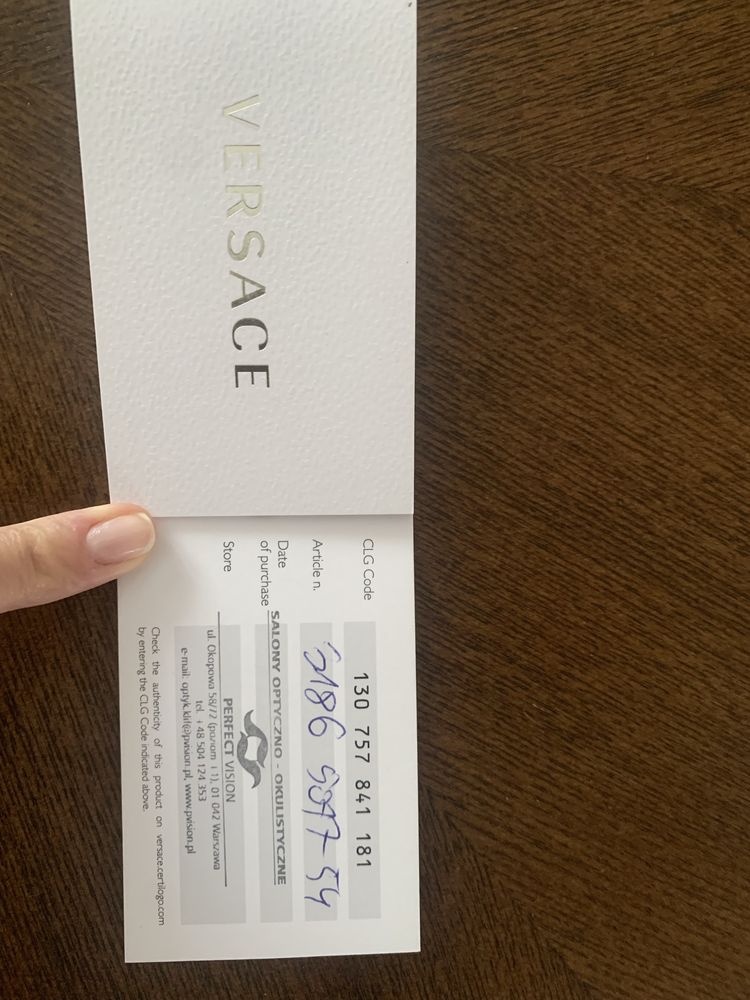 VERSACE
CLG Code 130 757 841 181
Article n. 2186 5317-54
Date
of purchase
SALONY OPTYCZNO - OKULISTYCZNE
Store
PERFECT VISION
ul. Okopowa 58/72 (poziom +1), 01 042 Warszawa
tel. +48 504 124 353
e-mail: optyk.klif@pvision.pl, www.pvision.pl
Check the authenticity of this product on versace.certilogo.com
by entering the CLG Code indicated above.